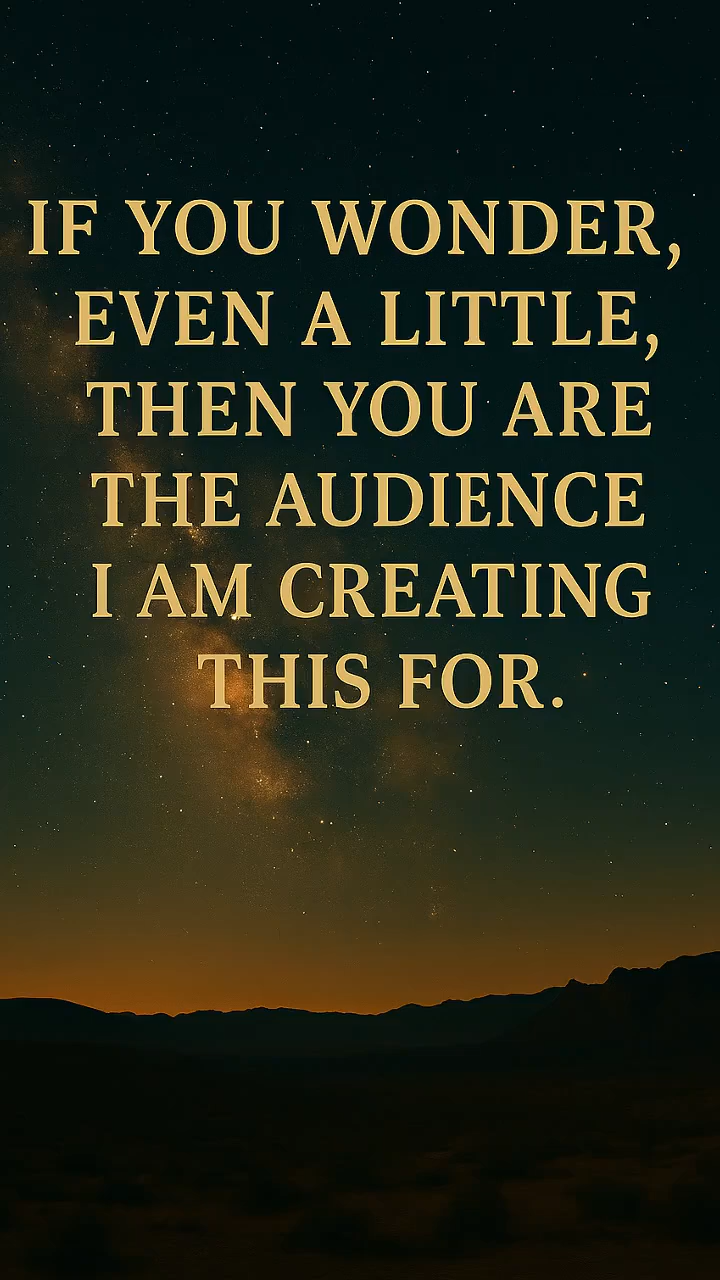 IF YOU WONDER,
EVEN A LITTLE,
THEN YOU ARE
THE AUDIENCE
I AM CREATING
THIS FOR.